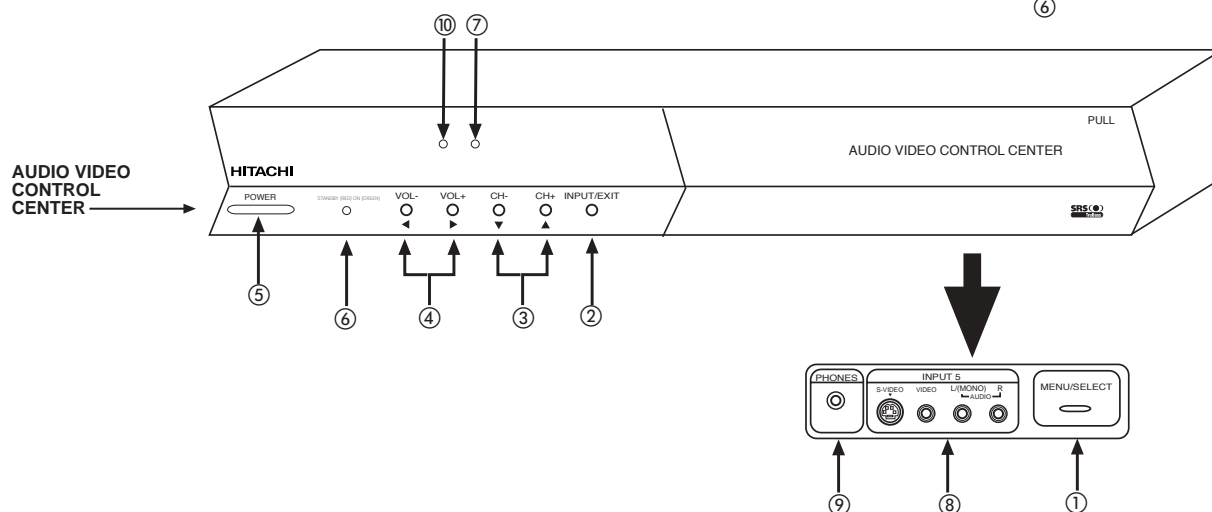 ⑥
⑩ ⑦
PULL
AUDIO VIDEO CONTROL CENTER
HITACHI
AUDIO VIDEO
CONTROL
CENTER
POWER
STANDBY (RED) ON (GREEN)
VOL- VOL+ CH- CH+ INPUT/EXIT
SRS(●)
TruBass
⑤
⑥ ④ ③ ②
PHONES
INPUT 5
S-VIDEO VIDEO L/(MONO) R
AUDIO
MENU/SELECT
⑨ ⑧ ①